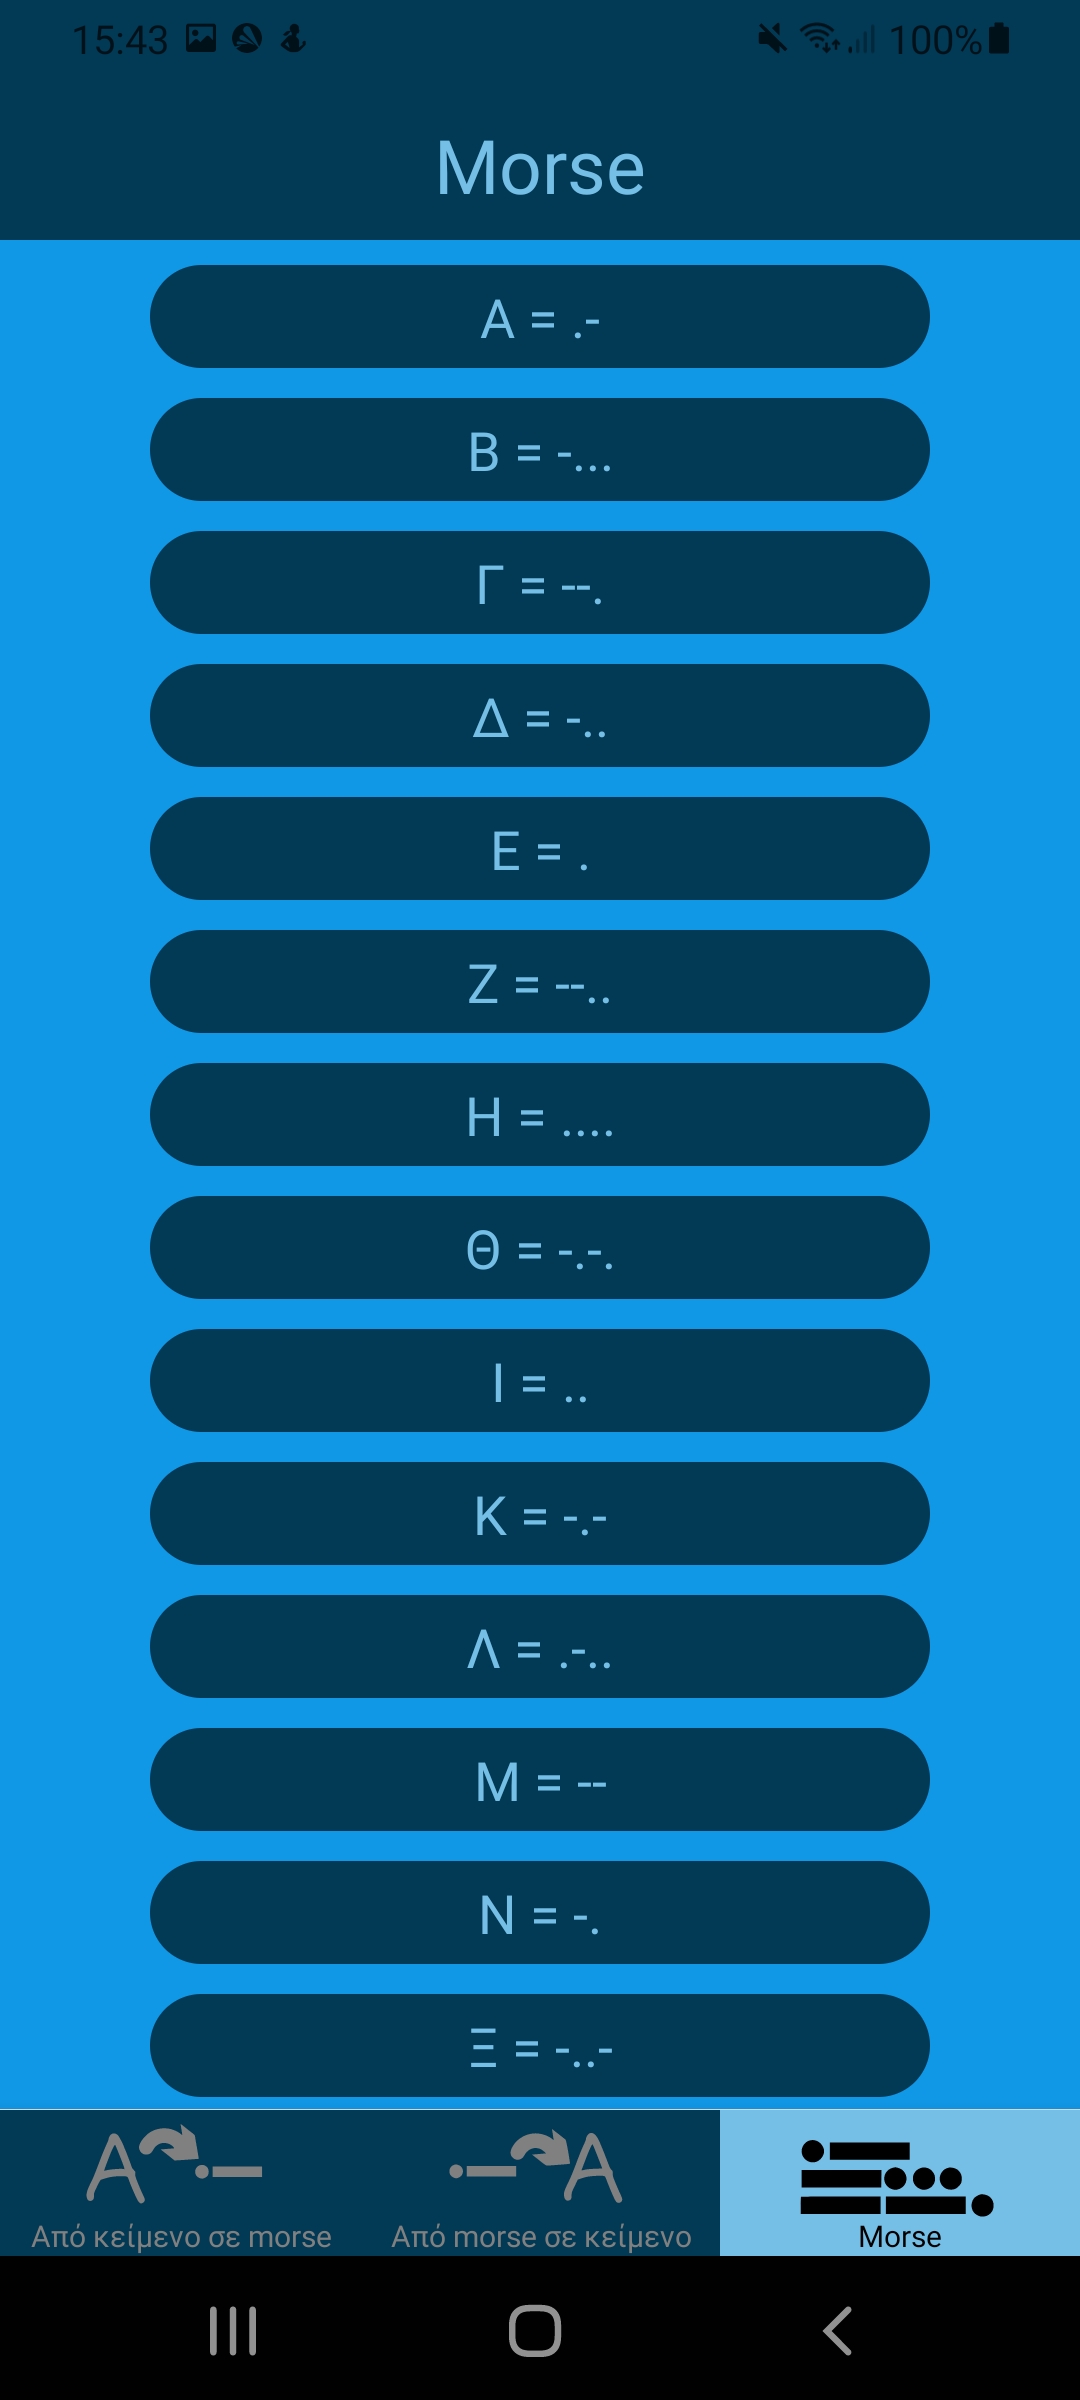 15:43 100%
Morse
Α = .-
Β = -...
Γ = --.
Δ = -..
Ε = .
Ζ = --..
Η = ....
Θ = -.-.
Ι = ..
Κ = -.-
Λ = .-..
Μ = --
Ν = -.
Ξ = -..-
Από κείμενο σε morse
Από morse σε κείμενο
Morse